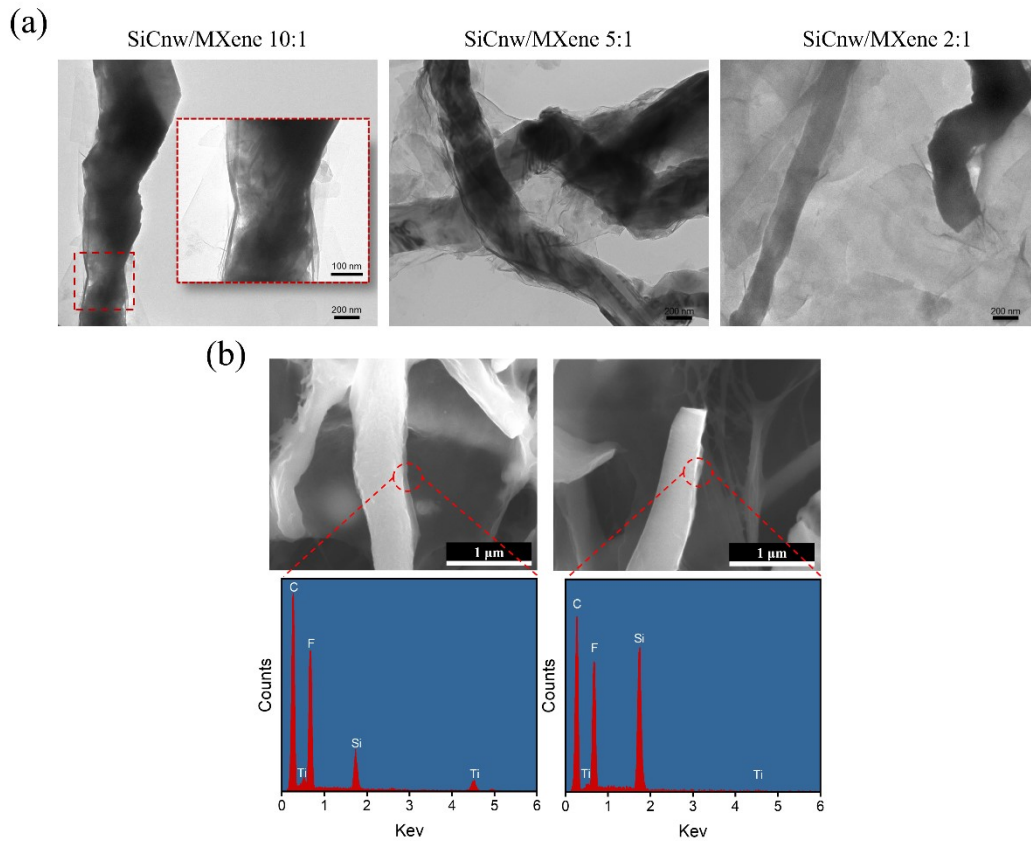 (a)
SiCnw/MXene 10:1
SiCnw/MXene 5:1
SiCnw/MXene 2:1
100 nm
200 nm
200 nm
200 nm
(b)
1 μm
1 μm
C
F
Si
Ti
Ti
Counts
0 1 2 3 4 5 6
Kev
C
F
Si
Ti
Ti
Counts
0 1 2 3 4 5 6
Kev